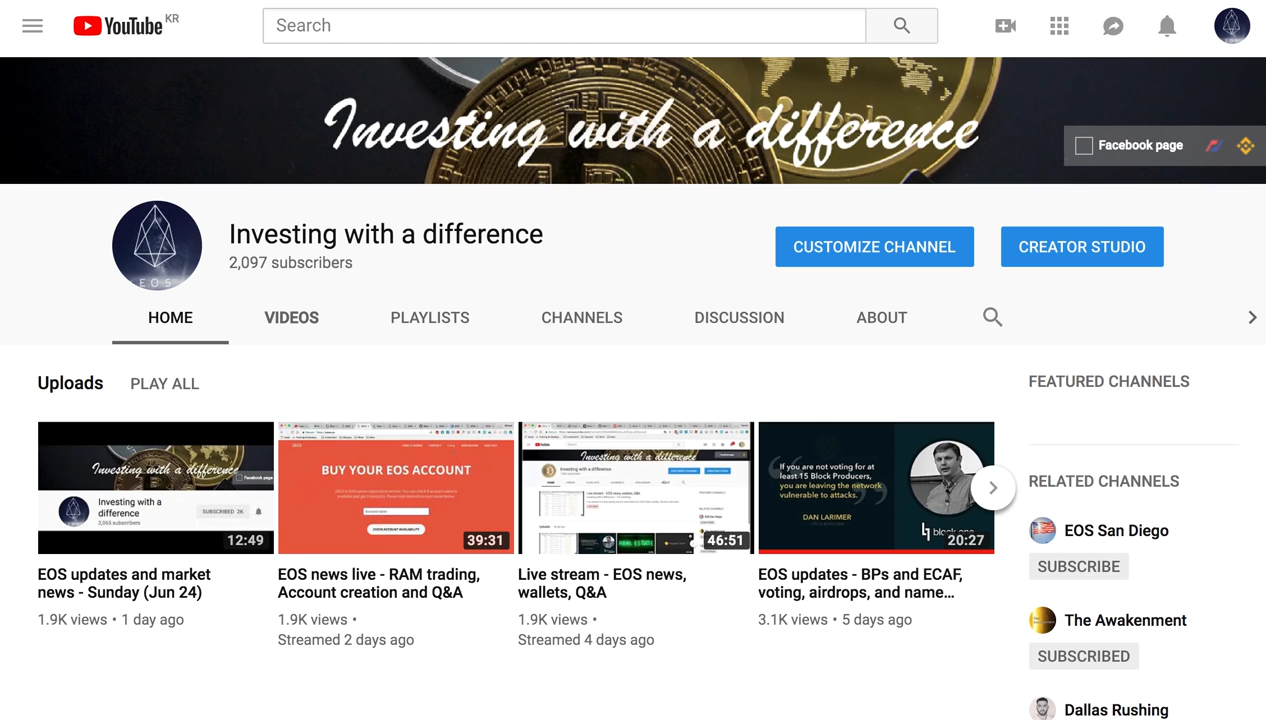 YouTube KR
Search
Investing with a difference
Facebook page
EOS
Investing with a difference
2,097 subscribers
CUSTOMIZE CHANNEL
CREATOR STUDIO
HOME VIDEOS PLAYLISTS CHANNELS DISCUSSION ABOUT
Uploads PLAY ALL
Investing with a difference
Facebook page
Investing with a
difference
2,065 subscribers
SUBSCRIBED 2K
12:49
EOS updates and market
news - Sunday (Jun 24)
1.9K views • 1 day ago
BUY YOUR EOS ACCOUNT
39:31
EOS news live - RAM trading,
Account creation and Q&A
1.9K views •
Streamed 2 days ago
Investing with a difference
46:51
Live stream - EOS news,
wallets, Q&A
1.9K views •
Streamed 4 days ago
If you are not voting for at
least 15 Block Producers,
you are leaving the network
vulnerable to attacks.
DAN LARIMER
block.one
20:27
EOS updates - BPs and ECAF,
voting, airdrops, and name...
3.1K views • 5 days ago
FEATURED CHANNELS
RELATED CHANNELS
EOS San Diego
SUBSCRIBE
The Awakenment
SUBSCRIBED
Dallas Rushing